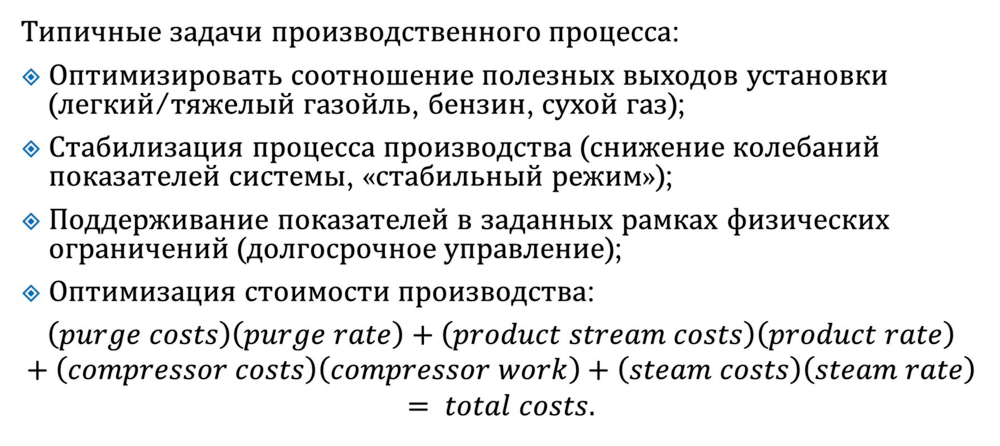 Типичные задачи производственного процесса:
Оптимизировать соотношение полезных выходов установки
(легкий/тяжелый газойль, бензин, сухой газ);
Стабилизация процесса производства (снижение колебаний
показателей системы, «стабильный режим»);
Поддерживание показателей в заданных рамках физических
ограничений (долгосрочное управление);
Оптимизация стоимости производства:
(purge costs)(purge rate) + (product stream costs)(product rate)
+ (compressor costs)(compressor work) + (steam costs)(steam rate)
= total costs.